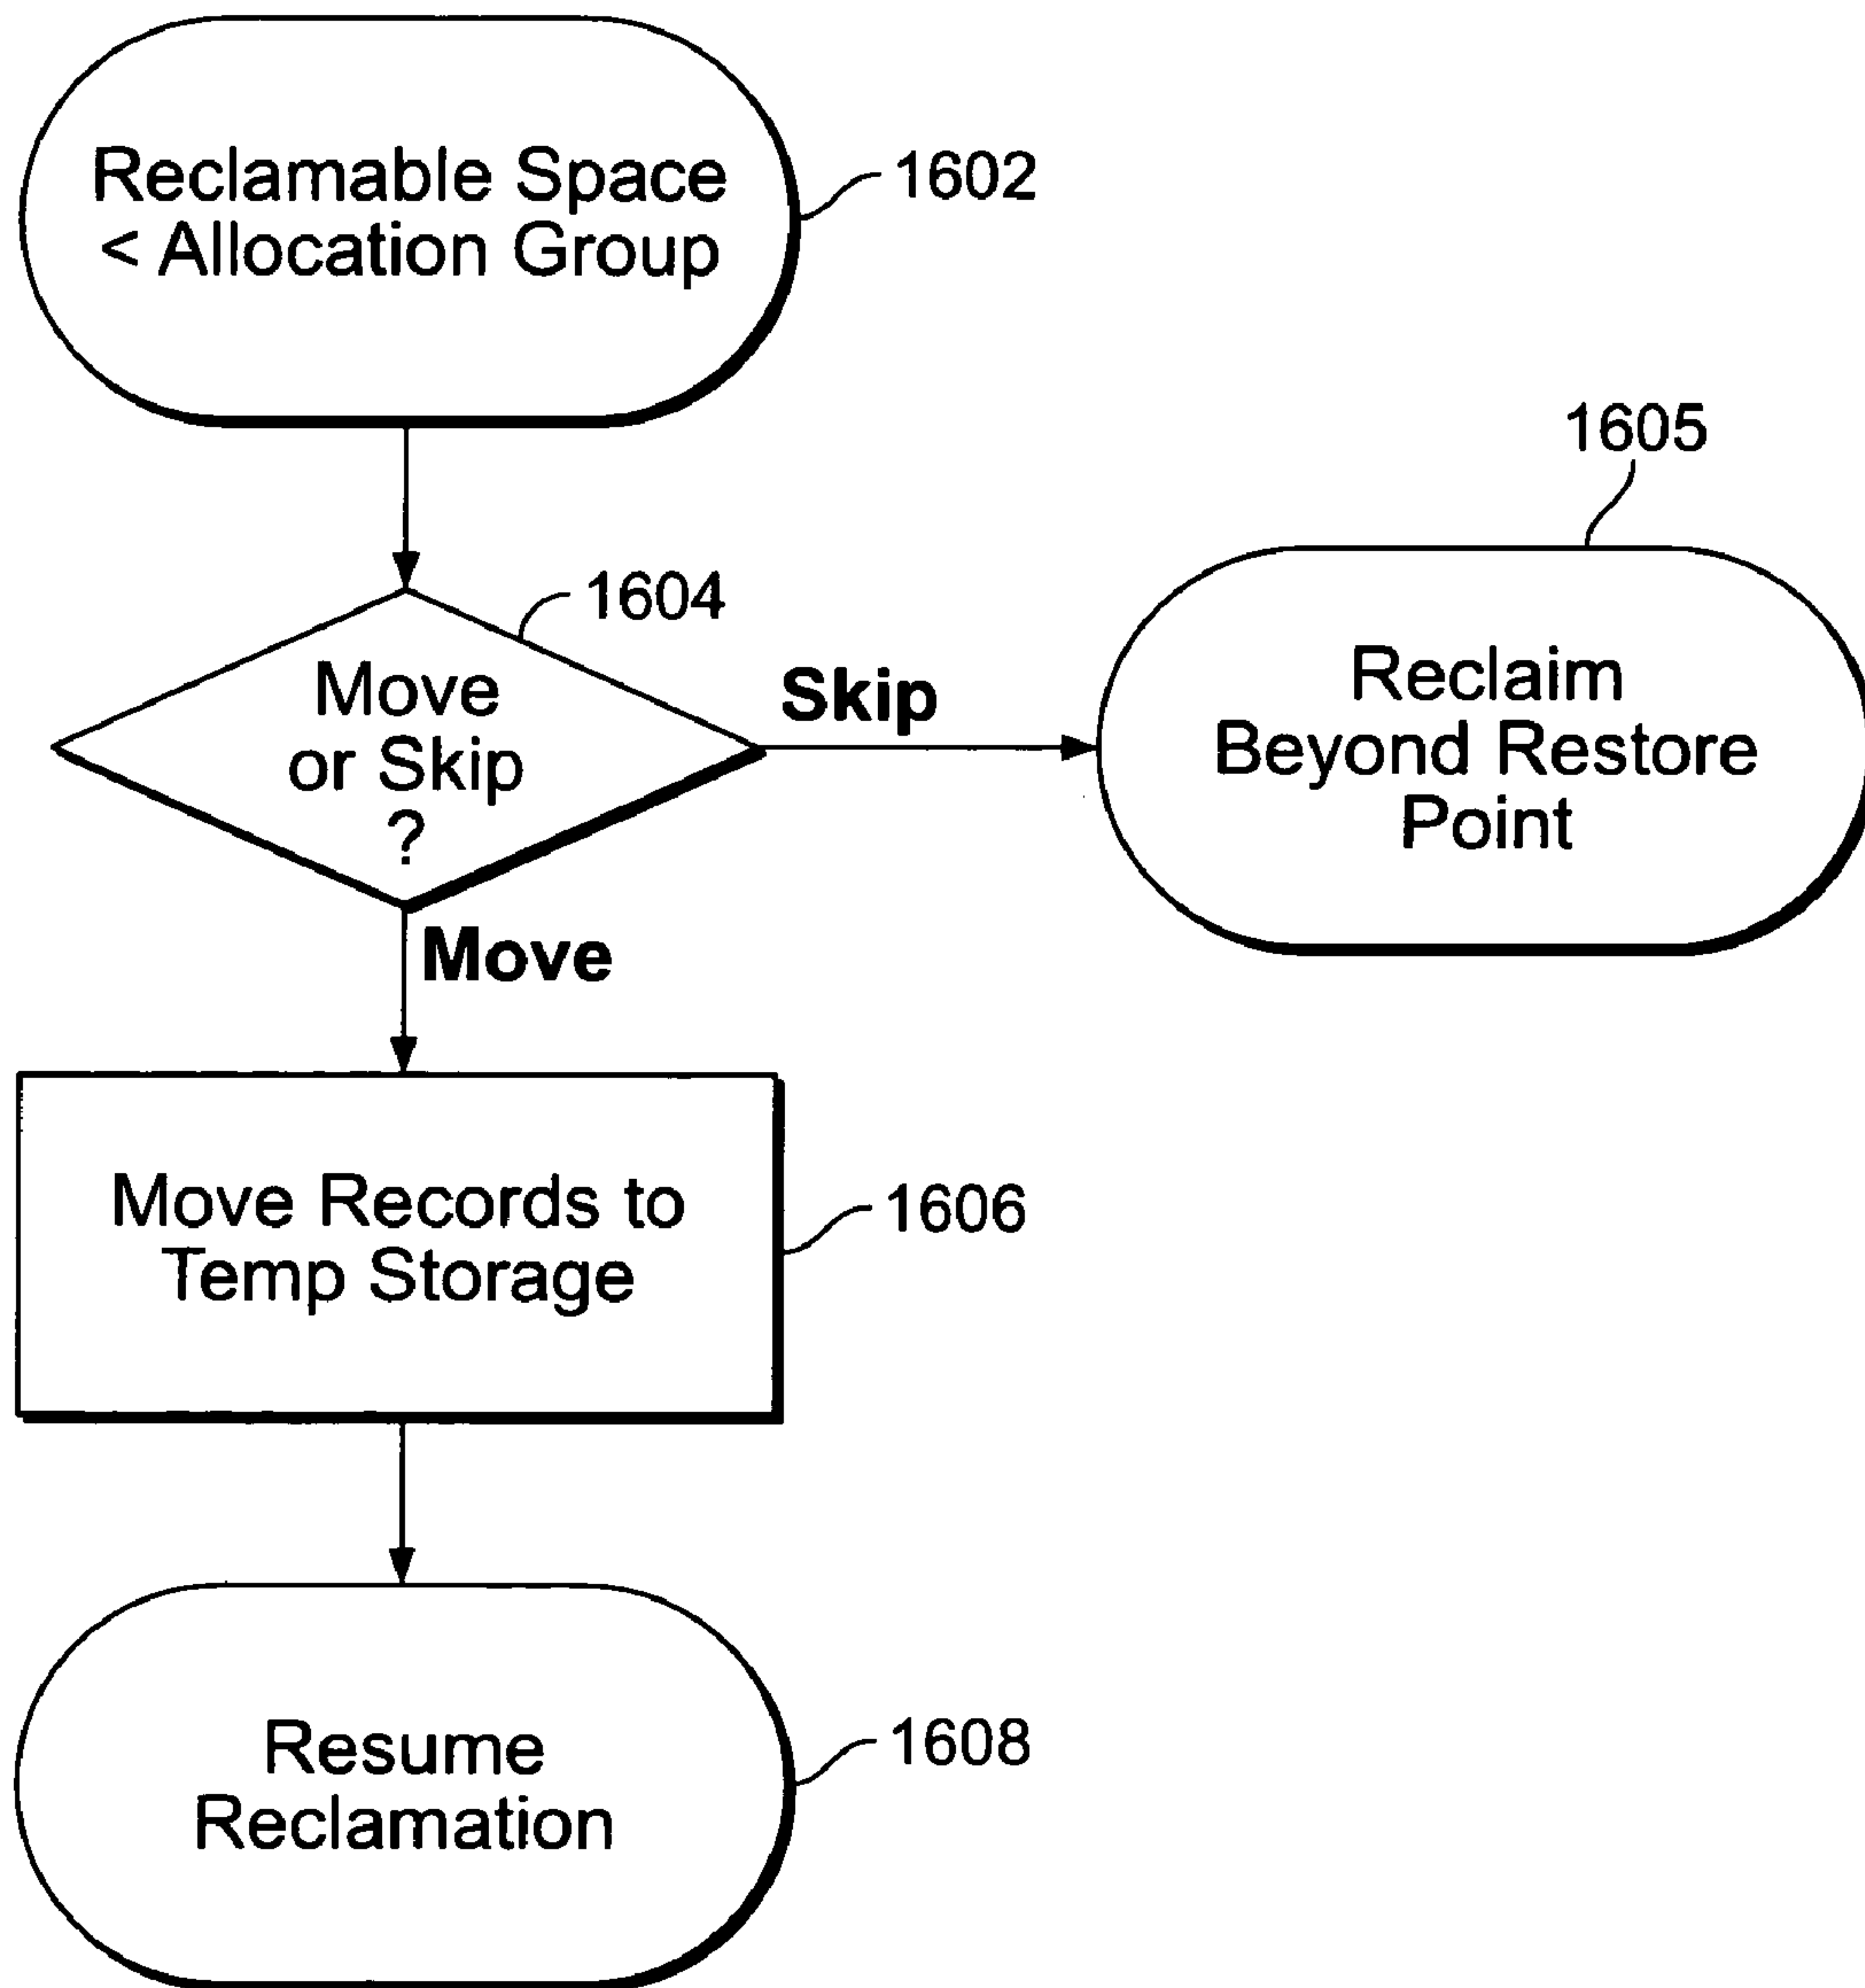 Reclamable Space
< Allocation Group
1602
1605
1604
Move
or Skip
?
Skip
Reclaim
Beyond Restore
Point
Move
Move Records to
Temp Storage
1606
Resume
Reclamation
1608